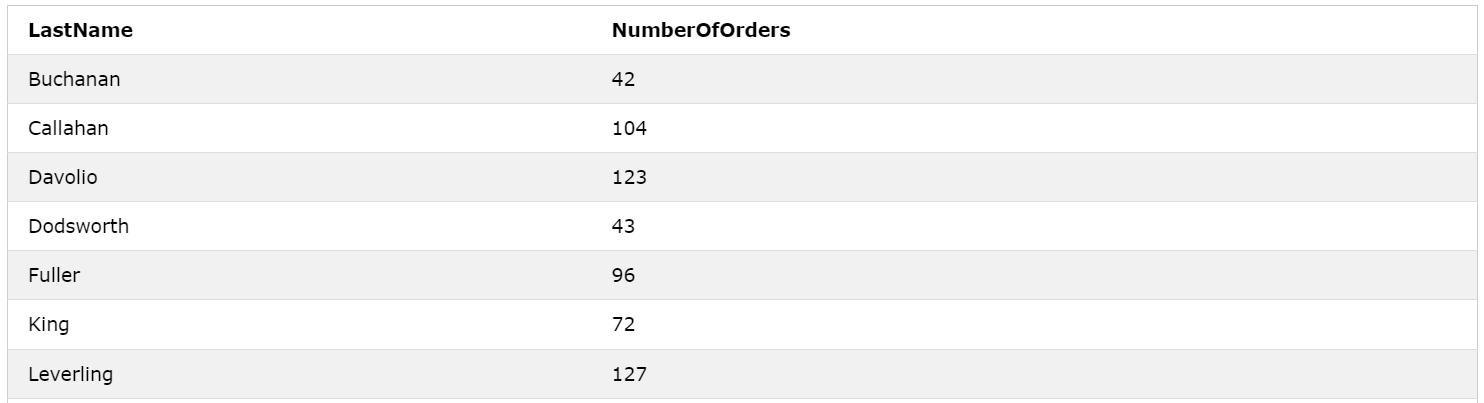 LastName NumberOfOrders
Buchanan 42
Callahan 104
Davolio 123
Dodsworth 43
Fuller 96
King 72
Leverling 127